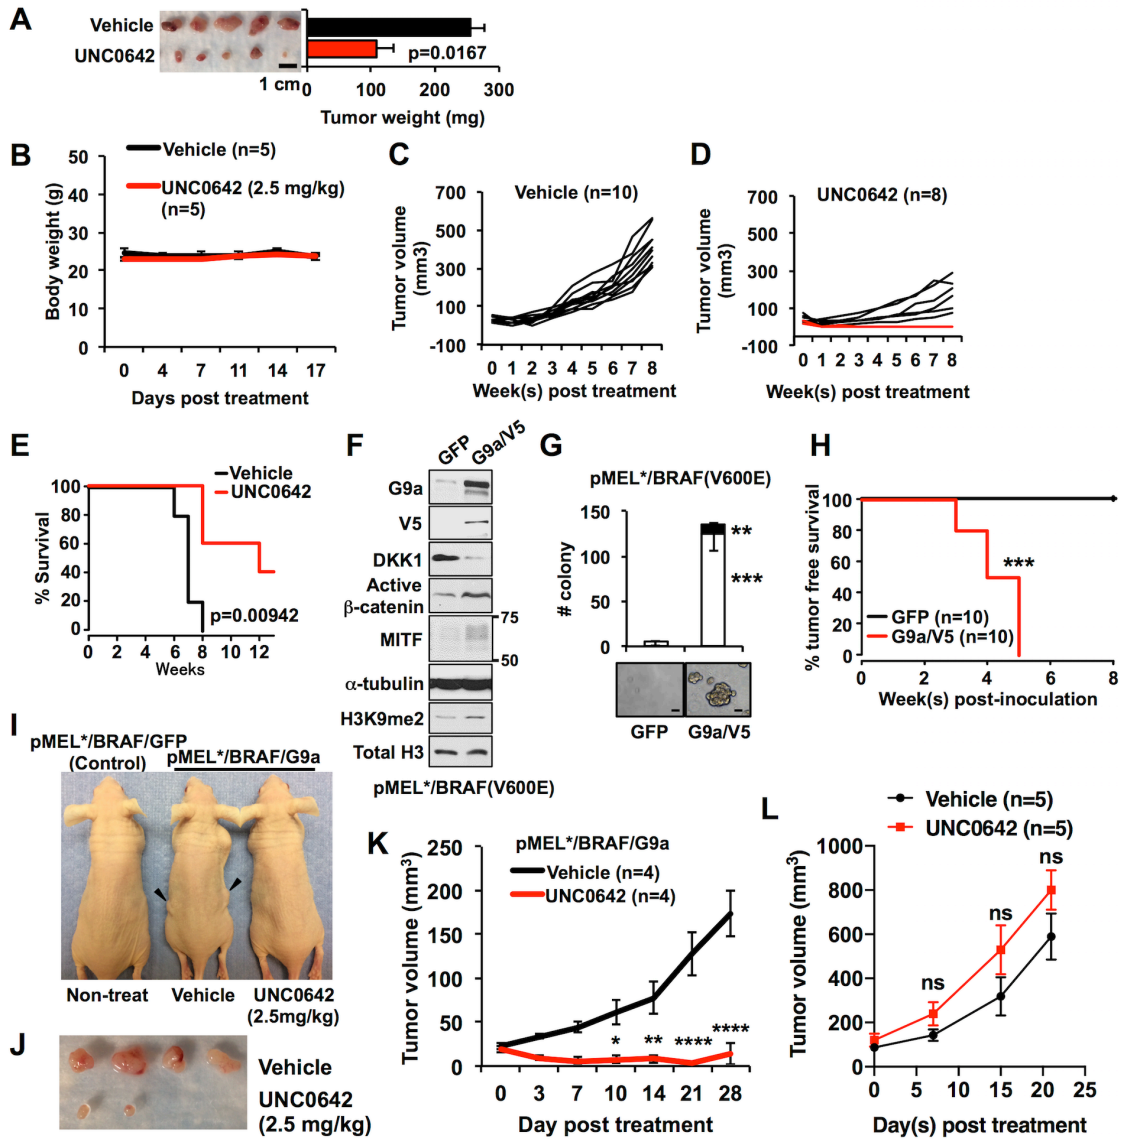 A
Vehicle
UNC0642
p=0.0167
1 cm
0 100 200 300
Tumor weight (mg)
B
Vehicle (n=5)
UNC0642 (2.5 mg/kg)
(n=5)
Body weight (g)
50
40
30
20
10
0
0 4 7 11 14 17
Days post treatment
C
Vehicle (n=10)
Tumor volume
(mm3)
700
500
300
100
-100
0 1 2 3 4 5 6 7 8
Week(s) post treatment
D
UNC0642 (n=8)
Tumor volume
(mm3)
700
500
300
100
-100
0 1 2 3 4 5 6 7 8
Week(s) post treatment
E
Vehicle
UNC0642
% Survival
100
80
60
40
20
0
p=0.00942
0 2 4 6 8 10 12
Weeks
F
GFP G9a/V5
G9a
V5
DKK1
Active
β-catenin
75
MITF
50
α-tubulin
H3K9me2
Total H3
pMEL*/BRAF(V600E)
G
pMEL*/BRAF(V600E)
# colony
150
100
50
0
**
***
GFP G9a/V5
H
% tumor free survival
100
80
60
40
20
0
***
GFP (n=10)
G9a/V5 (n=10)
0 2 4 6 8
Week(s) post-inoculation
I
pMEL*/BRAF/GFP
(Control)
pMEL*/BRAF/G9a
Non-treat Vehicle UNC0642
(2.5mg/kg)
J
Vehicle
UNC0642
(2.5 mg/kg)
K
pMEL*/BRAF/G9a
Vehicle (n=4)
UNC0642 (n=4)
Tumor volume (mm³)
250
200
150
100
50
0
* ** **** ****
0 3 7 10 14 21 28
Day post treatment
L
Vehicle (n=5)
UNC0642 (n=5)
Tumor volume (mm³)
1000
800
600
400
200
0
ns
ns
ns
0 5 10 15 20 25
Day(s) post treatment